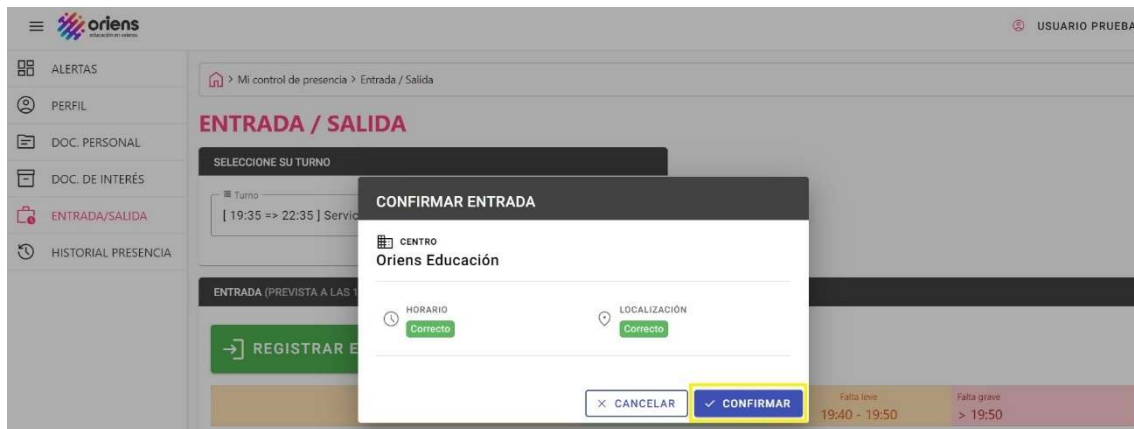 oriens
educación en valores
USUARIO PRUEBA
ALERTAS
PERFIL
DOC. PERSONAL
DOC. DE INTERÉS
ENTRADA/SALIDA
HISTORIAL PRESENCIA
> Mi control de presencia > Entrada / Salida
ENTRADA / SALIDA
SELECCIONE SU TURNO
Turno
[ 19:35 => 22:35 ] Servic
ENTRADA (PREVISTA A LAS 1
REGISTRAR E
CONFIRMAR ENTRADA
CENTRO
Oriens Educación
HORARIO
Correcto
LOCALIZACIÓN
Correcto
CANCELAR
CONFIRMAR
Falta leve
19:40 - 19:50
Falta grave
> 19:50